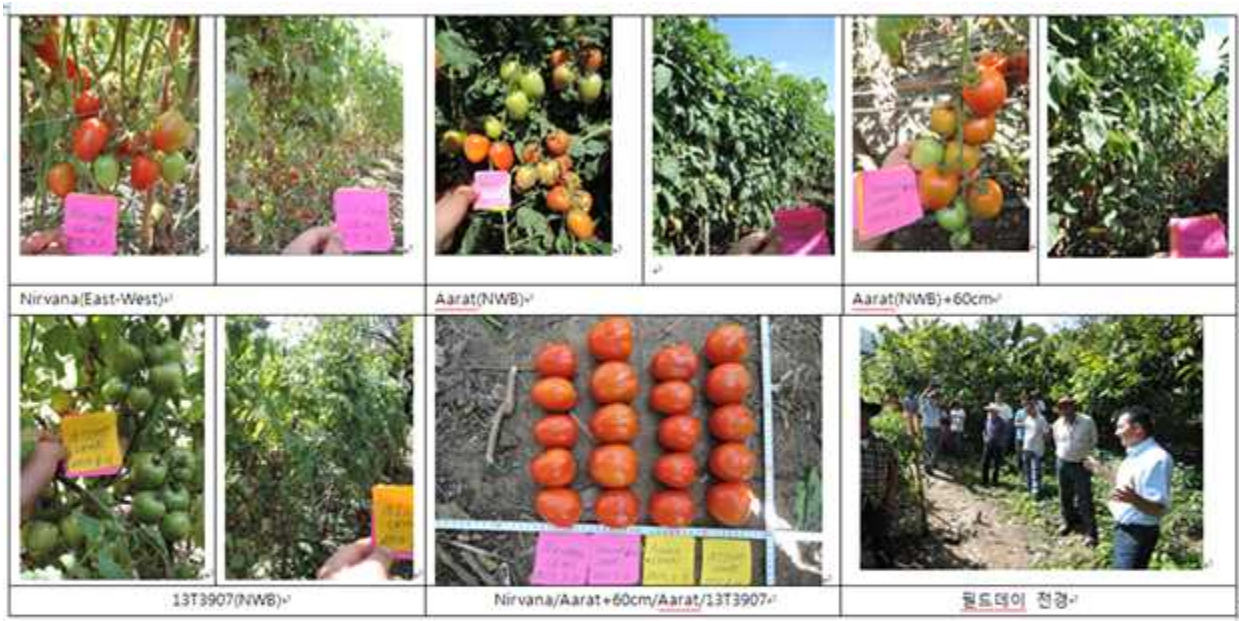 Nirvana(East-West)
Aarat(NWB)
Aarat(NWB)+60cm
13T3907(NWB)
Nirvana/Aarat+60cm/Aarat/13T3907
필드데이 전경